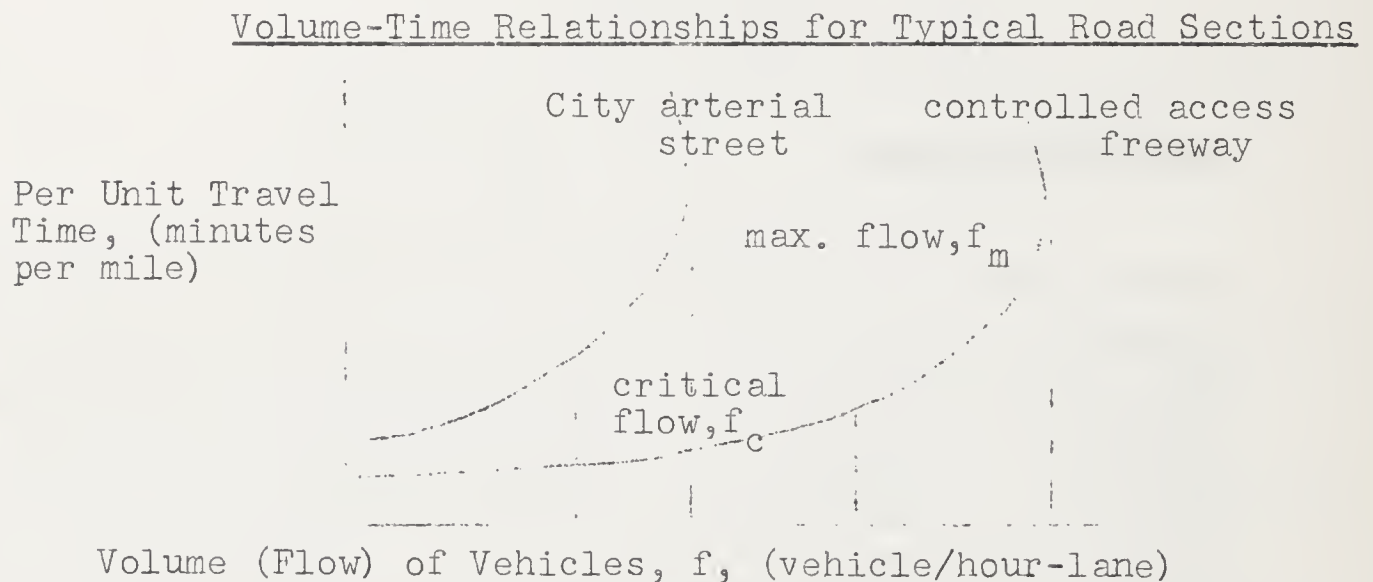 Volume-Time Relationships for Typical Road Sections
City arterial
street
controlled access
freeway
Per Unit Travel
Time, (minutes
per mile)
max. flow,f_m
critical
flow,f_c
Volume (Flow) of Vehicles, f, (vehicle/hour-lane)